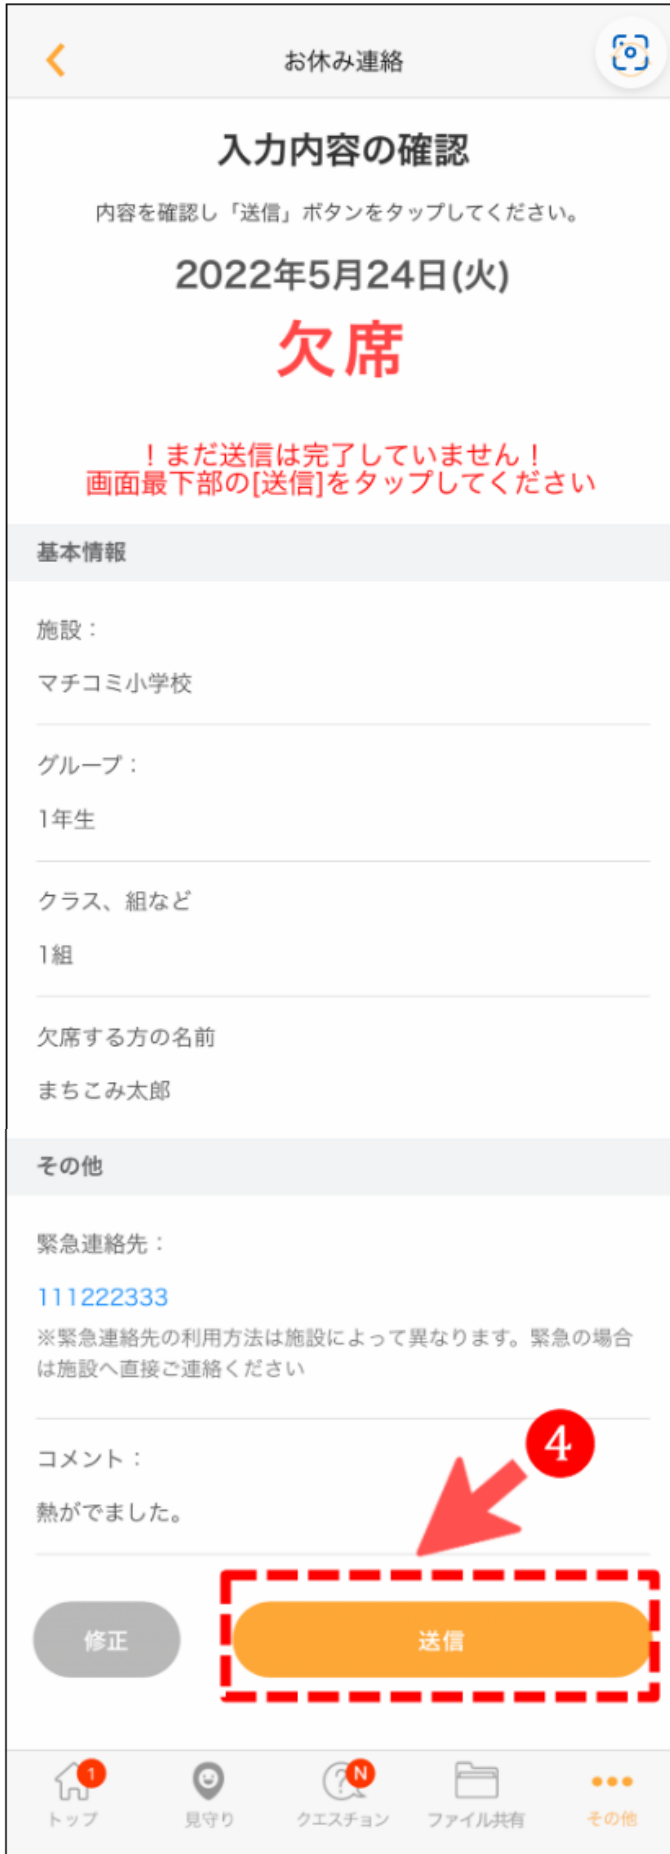 お休み連絡
入力内容の確認
内容を確認し「送信」ボタンをタップしてください。
2022年5月24日(火)
欠席
！まだ送信は完了していません！
画面最下部の[送信]をタップしてください
基本情報
施設：
マチコミ小学校
グループ：
1年生
クラス、組など
1組
欠席する方の名前
まちこみ太郎
その他
緊急連絡先：
111222333
※緊急連絡先の利用方法は施設によって異なります。緊急の場合
は施設へ直接ご連絡ください
4
コメント：
熱がでました。
修正 送信
1 N
トップ 見守り クエスチョン ファイル共有 その他